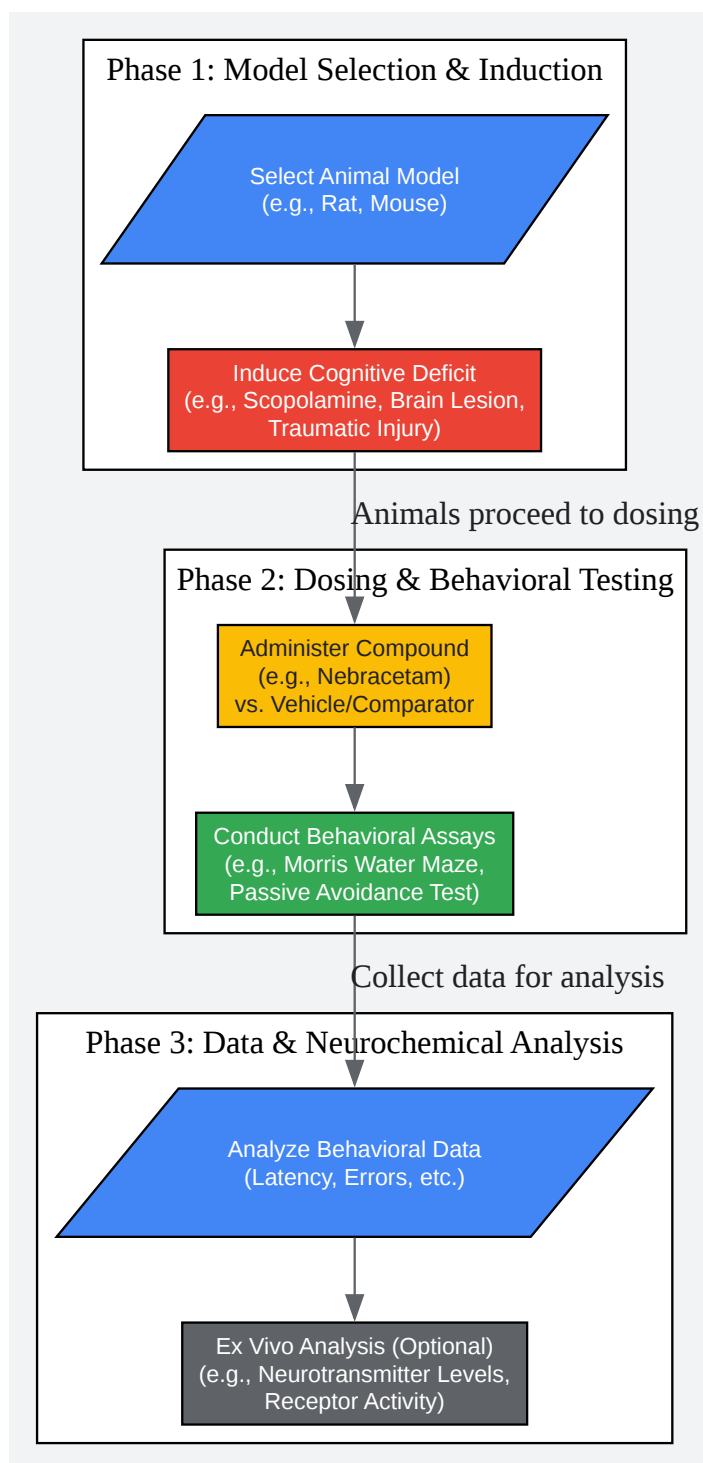 Phase 1: Model Selection & Induction
Select Animal Model
(e.g., Rat, Mouse)
Induce Cognitive Deficit
(e.g., Scopolamine, Brain Lesion,
Traumatic Injury)
Animals proceed to dosing
Phase 2: Dosing & Behavioral Testing
Administer Compound
(e.g., Nebracetam)
vs. Vehicle/Comparator
Conduct Behavioral Assays
(e.g., Morris Water Maze,
Passive Avoidance Test)
Collect data for analysis
Phase 3: Data & Neurochemical Analysis
Analyze Behavioral Data
(Latency, Errors, etc.)
Ex Vivo Analysis (Optional)
(e.g., Neurotransmitter Levels,
Receptor Activity)